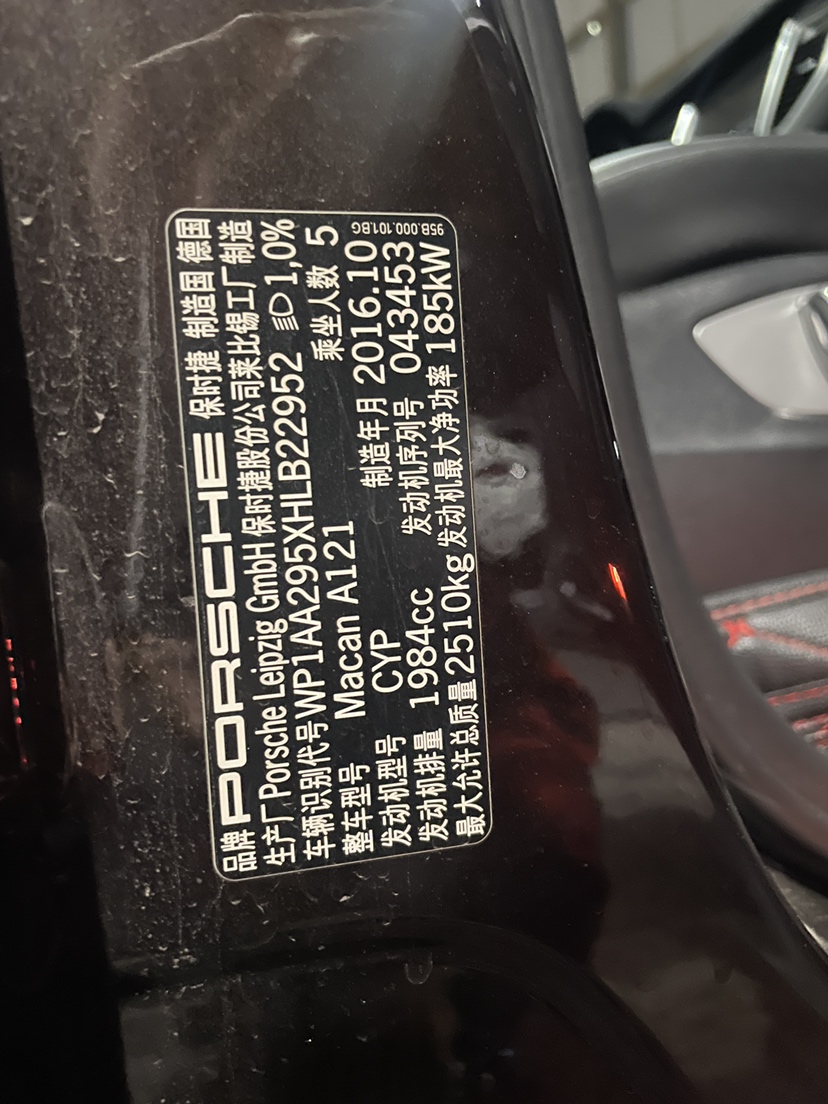 品牌 PORSCHE 保时捷 制造国 德国
生产厂 Porsche Leipzig GmbH 保时捷股份公司莱比锡工厂制造
车辆识别代号 WP1AA295XHLB22952 1,0%
整车型号 Macan A121 乘坐人数 5
发动机型号 CYP 制造年月 2016.10
发动机排量 1984cc 发动机序列号 043453
最大允许总质量 2510kg 发动机最大净功率 185kW
95B.000.101.BG